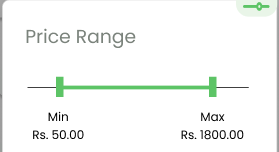 Price Range
Min Max
Rs. 50.00 Rs. 1800.00